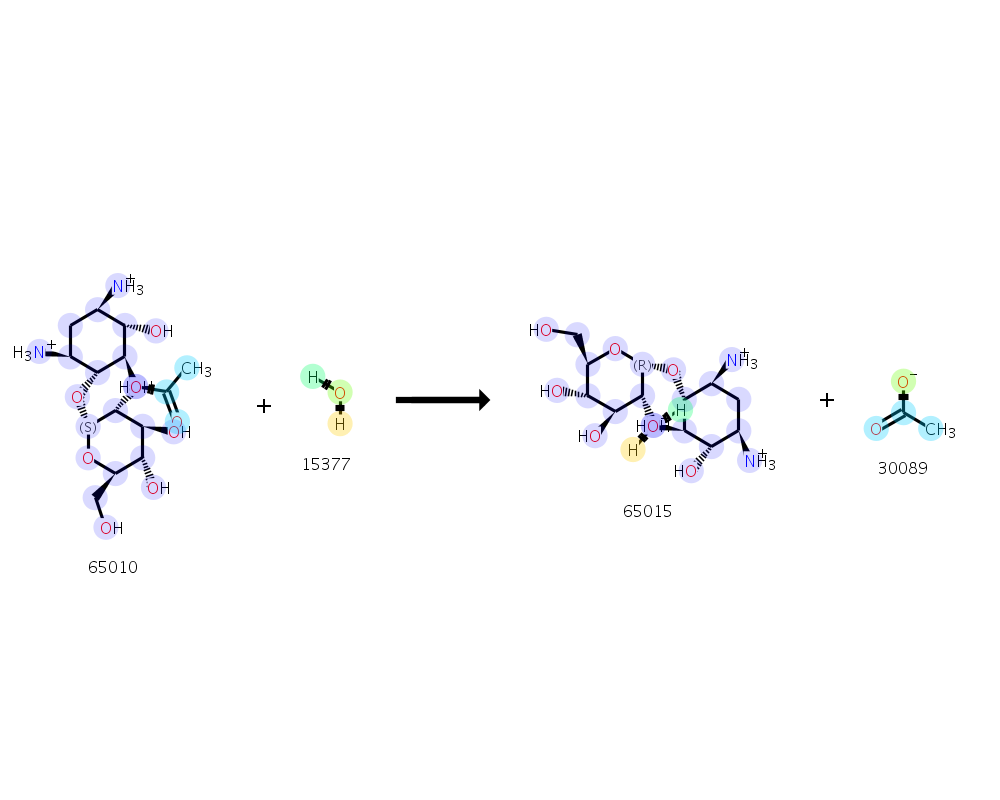 NH3+
OH
H3N+
HO
CH3
O
O
(S)
OH
O
OH
OH
65010
+
H
O
H
15377
HO
O
(R)
O
NH3+
HO
H
HO
HO
H
NH3+
HO
65015
+
O−
O
CH3
30089